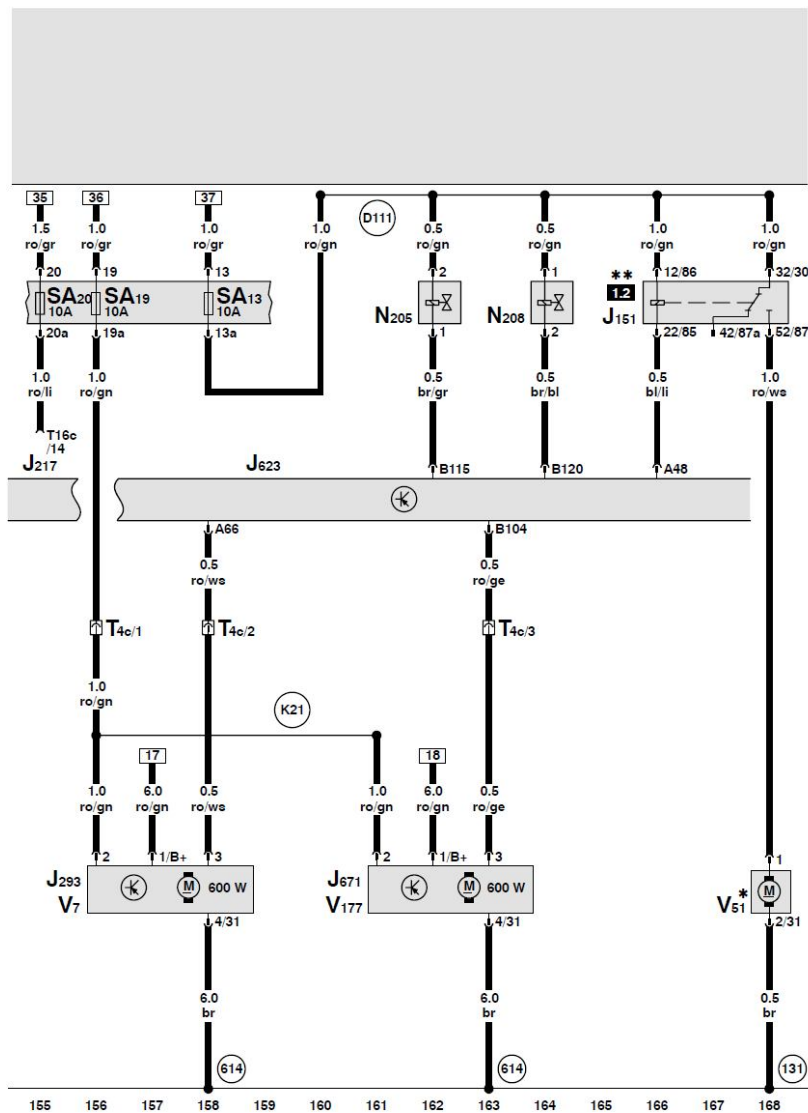 35 36 37
D111
1.5 1.0 1.0 1.0 0.5 0.5 1.0 1.0
ro/gr ro/gr ro/gr ro/gn ro/gn ro/gn ro/gn ro/gn
20 19 13 2 1 ** 12/86 32/30
SA20 SA19 SA13 1.2
10A 10A 10A N205 N208 J151
20a 19a 13a 1 2 22/85 42/87a 52/87
1.0 1.0 0.5 0.5 0.5 1.0
ro/li ro/gn br/gr br/bl bl/li ro/ws
T16c
/14
J217 J623 B115 B120 A48
A66 B104
0.5 0.5
ro/ws ro/ge
T4c/1 T4c/2 T4c/3
1.0
ro/gn
K21
17 18
1.0 6.0 0.5 1.0 6.0 0.5
ro/gn ro/gn ro/ws ro/gn ro/gn ro/ge
2 1/B+ 3 2 1/B+ 3 1
J293 M 600 W J671 M 600 W M *
V7 V177 V51
4/31 4/31 2/31
6.0 6.0 0.5
br br br
614 614 131
155 156 157 158 159 160 161 162 163 164 165 166 167 168